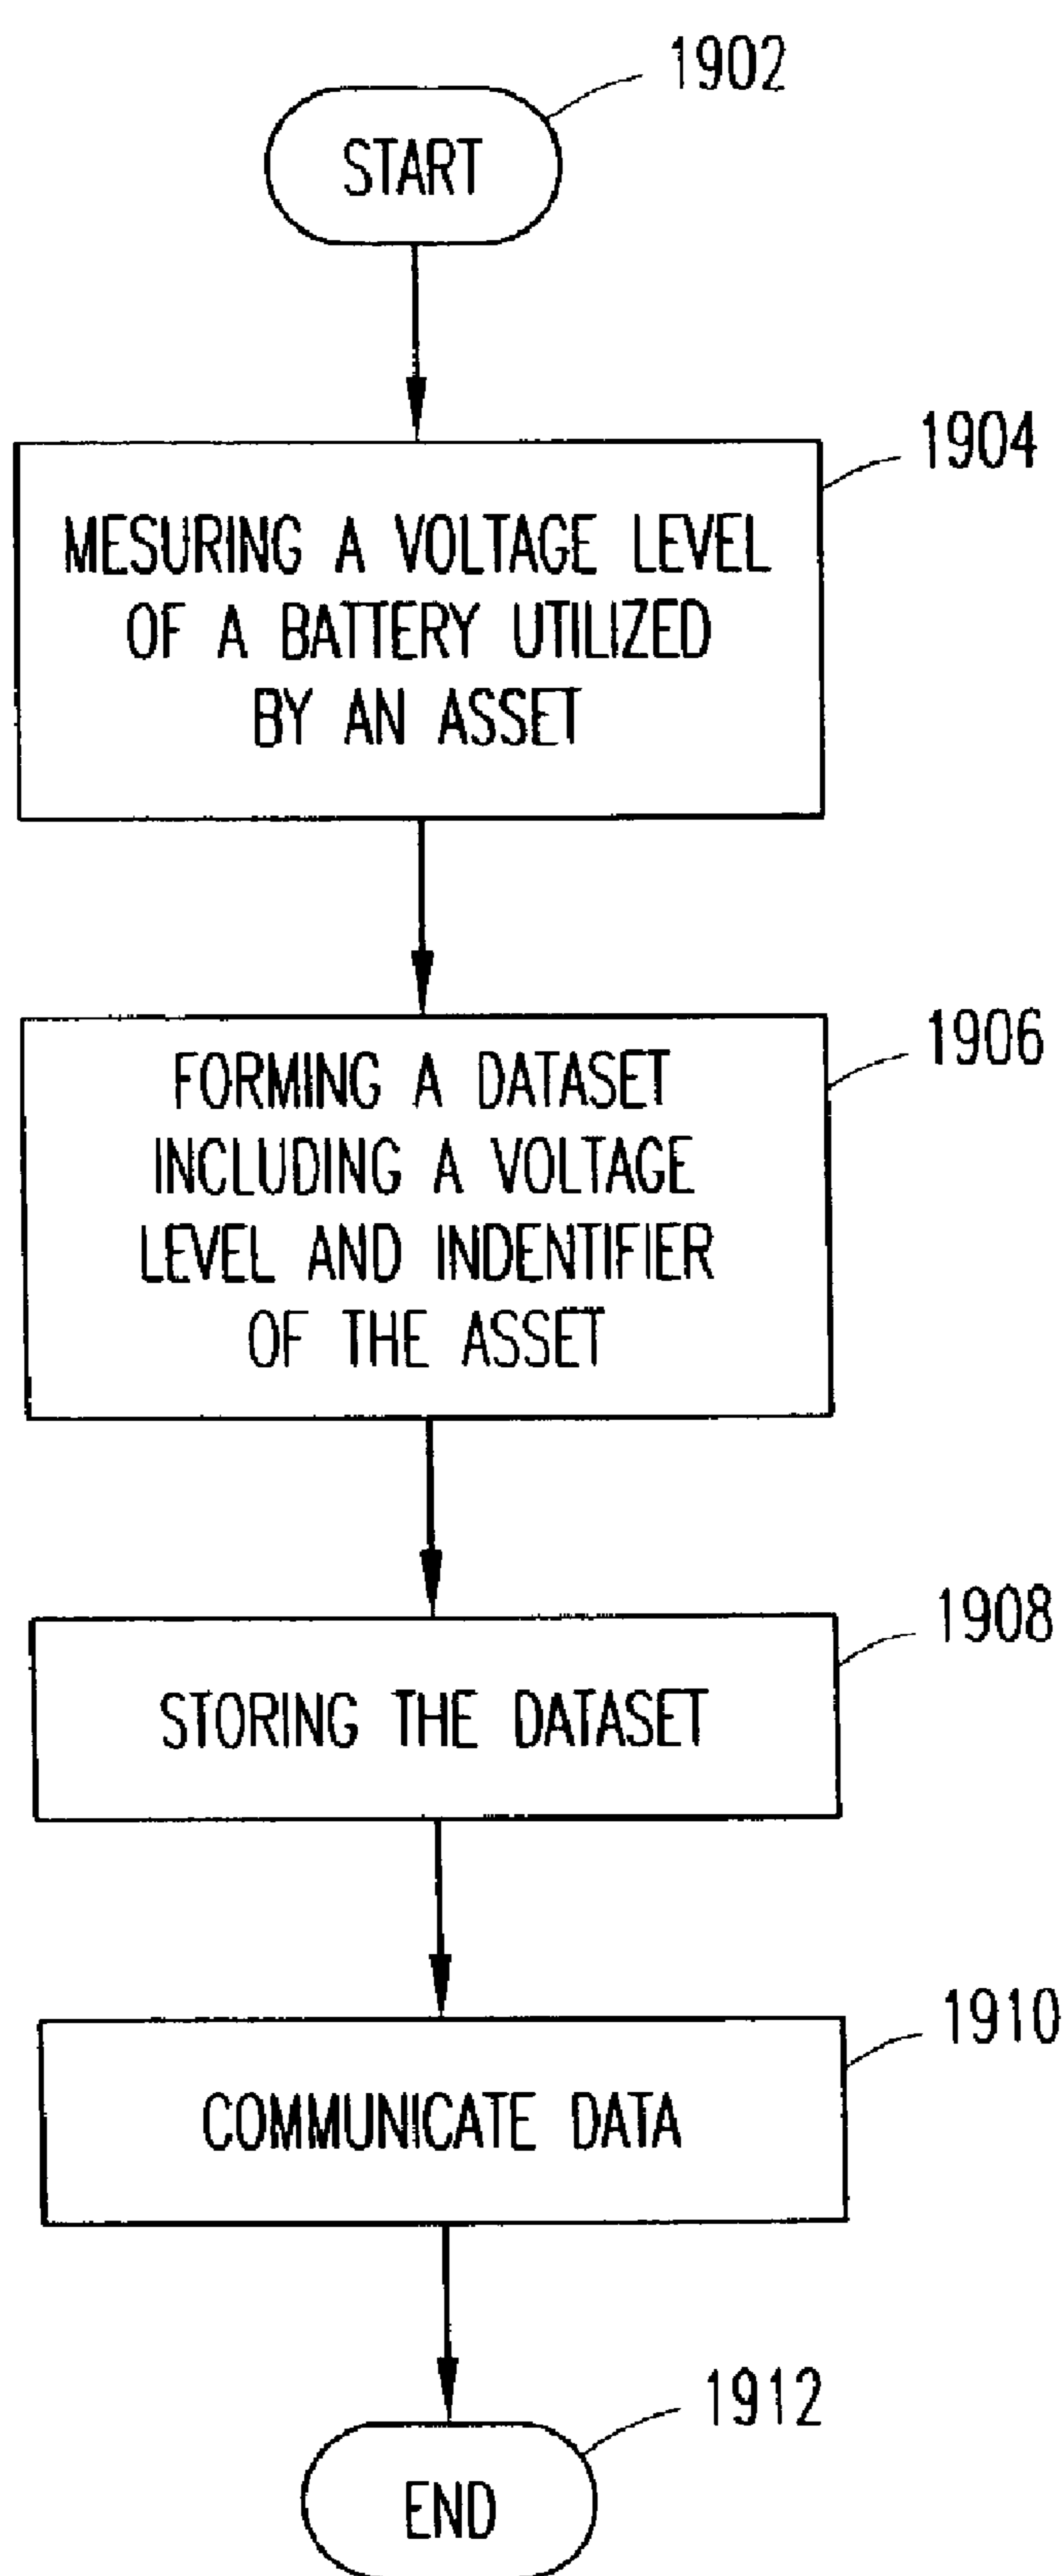 1902
START
1904
MESURING A VOLTAGE LEVEL
OF A BATTERY UTILIZED
BY AN ASSET
1906
FORMING A DATASET
INCLUDING A VOLTAGE
LEVEL AND INDENTIFIER
OF THE ASSET
1908
STORING THE DATASET
1910
COMMUNICATE DATA
1912
END